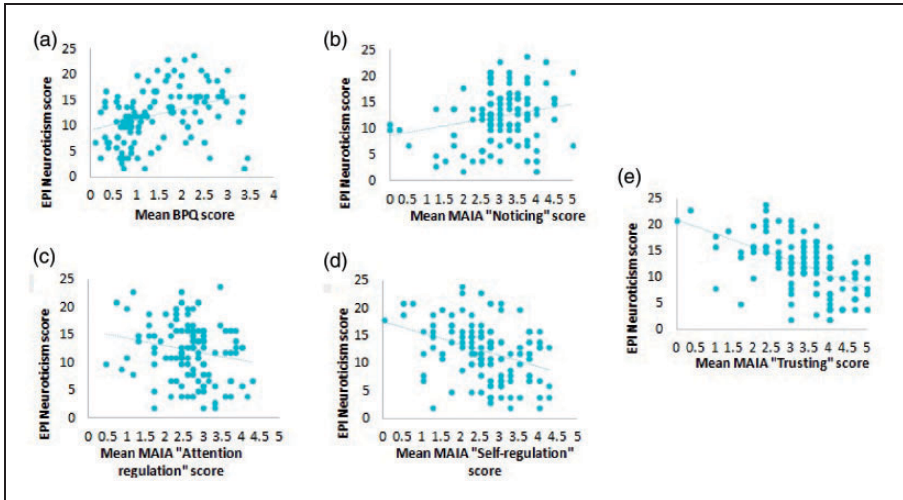 (a)
EPI Neuroticism score
25
20
15
10
5
0
0 0.5 1 1.5 2 2.5 3 3.5 4
Mean BPQ score
(b)
EPI Neuroticism score
25
20
15
10
5
0
0 0.5 1 1.5 2 2.5 3 3.5 4 4.5 5
Mean MAIA "Noticing" score
(c)
EPI Neuroticism score
25
20
15
10
5
0
0 0.5 1 1.5 2 2.5 3 3.5 4 4.5 5
Mean MAIA "Attention
regulation" score
(d)
EPI Neuroticism score
25
20
15
10
5
0
0 0.5 1 1.5 2 2.5 3 3.5 4 4.5 5
Mean MAIA "Self-regulation"
score
(e)
EPI Neuroticism score
25
20
15
10
5
0
0 0.5 1 1.5 2 2.5 3 3.5 4 4.5 5
Mean MAIA "Trusting" score